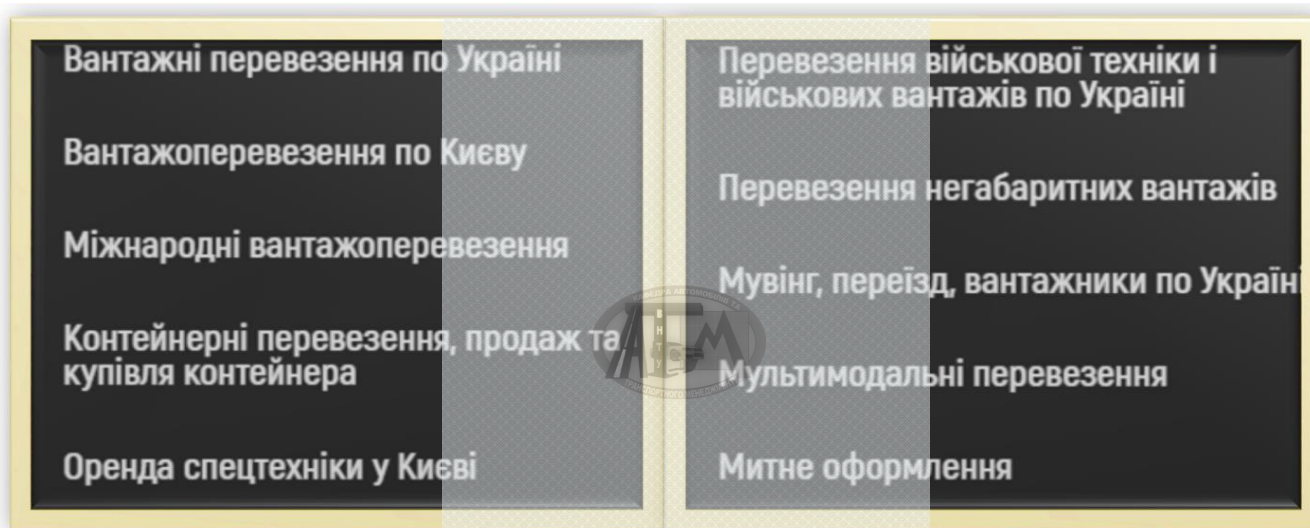 Вантажні перевезення по Україні
Вантажоперевезення по Києву
Міжнародні вантажоперевезення
Контейнерні перевезення, продаж та
купівля контейнера
Оренда спецтехніки у Києві
Перевезення військової техніки і
військових вантажів по Україні
Перевезення негабаритних вантажів
Мувінг, переїзд, вантажники по Україні
Мультимодальні перевезення
Митне оформлення
АТМ
ВНТУ